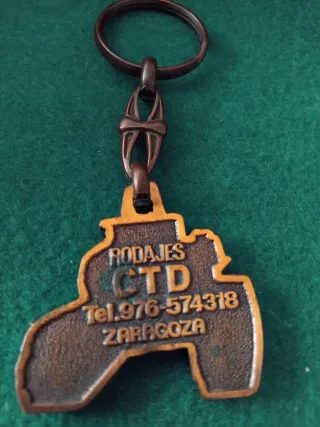 RODAJES
CTD
Tel.976-574318
ZARAGOZA